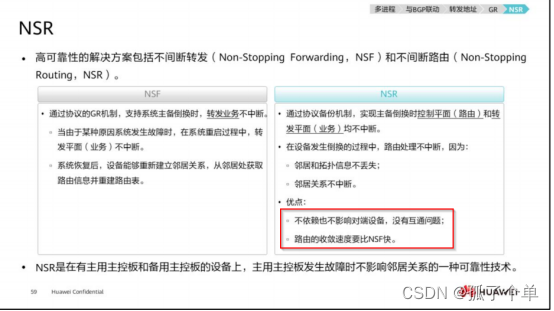 多进程 与BGP联动 转发地址 GR NSR
NSR
• 高可靠性的解决方案包括不间断转发（Non-Stopping Forwarding，NSF）和不间断路由（Non-Stopping
Routing，NSR）。
NSF
• 通过协议的GR机制，支持系统主备倒换时，转发业务不中断。
▫ 当由于某种原因系统发生故障时，在系统重启过程中，转
发平面（业务）不中断。
▫ 系统恢复后，设备能够重新建立邻居关系，从邻居处获取
路由信息并重建路由表。
NSR
• 通过协议备份机制，实现主备倒换时控制平面（路由）和转
发平面（业务）均不中断。
• 在设备发生倒换的过程中，路由处理不中断，因为：
▫ 邻居和拓扑信息不丢失；
▫ 邻居关系不中断。
• 优点：
▫ 不依赖也不影响对端设备，没有互通问题；
▫ 路由的收敛速度要比NSF快。
• NSR是在有主用主控板和备用主控板的设备上，主用主控板发生故障时不影响邻居关系的一种可靠性技术。
59 Huawei Confidential
HUAWEI
CSDN @孤了个单